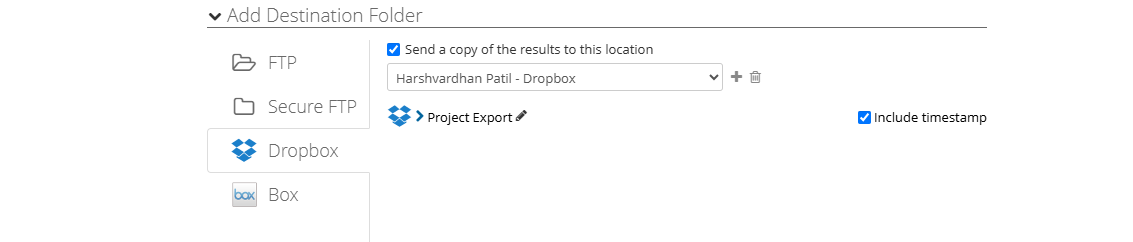 Add Destination Folder
FTP
Secure FTP
Dropbox
box Box
Send a copy of the results to this location
Harshvardhan Patil - Dropbox
Project Export
Include timestamp